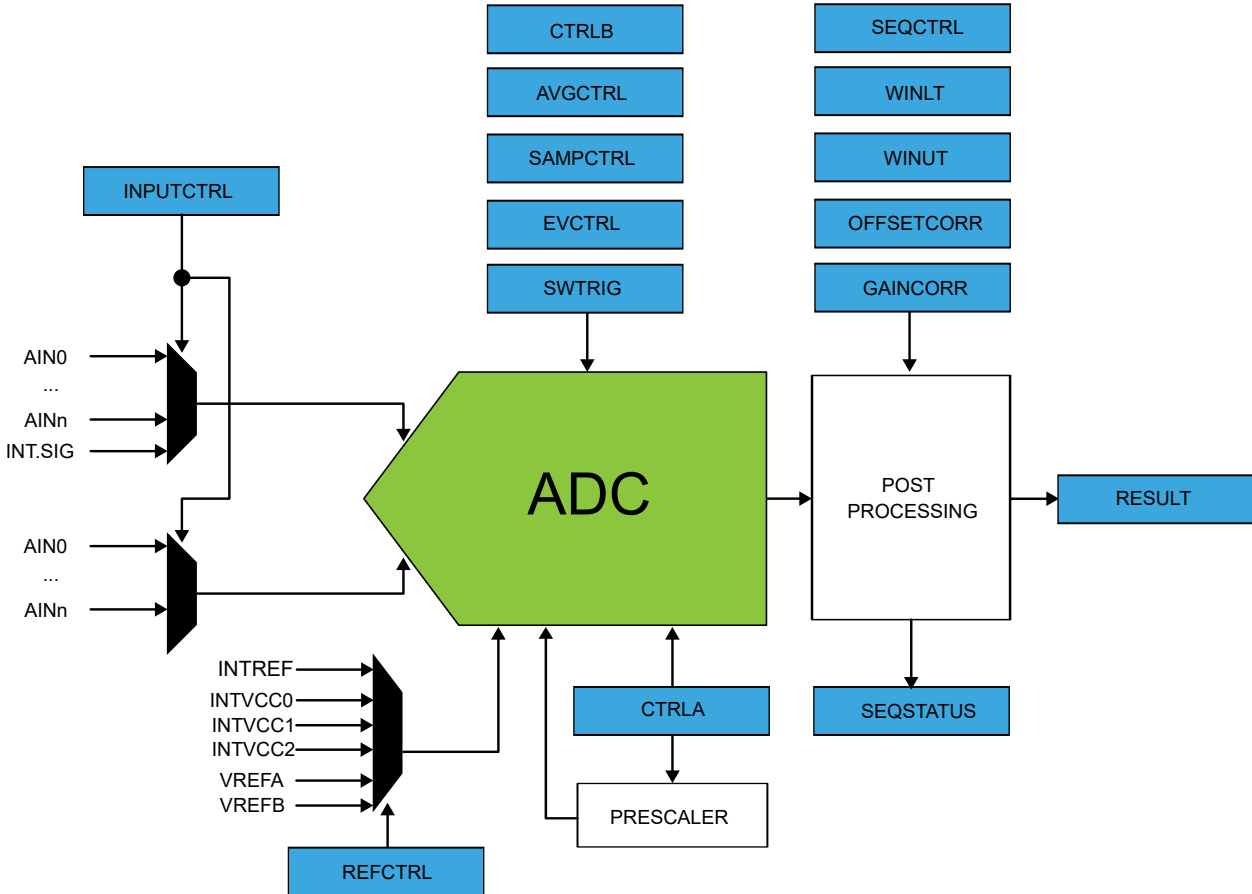 CTRLB
SEQCTRL
AVGCTRL
WINLT
SAMPCTRL
WINUT
INPUTCTRL
EVCTRL
OFFSETCORR
SWTRIG
GAINCORR
AIN0
...
AINn
INT.SIG
ADC
POST
PROCESSING
RESULT
AIN0
...
AINn
INTREF
INTVCC0
INTVCC1
INTVCC2
VREFA
VREFB
CTRLA
SEQSTATUS
PRESCALER
REFCTRL